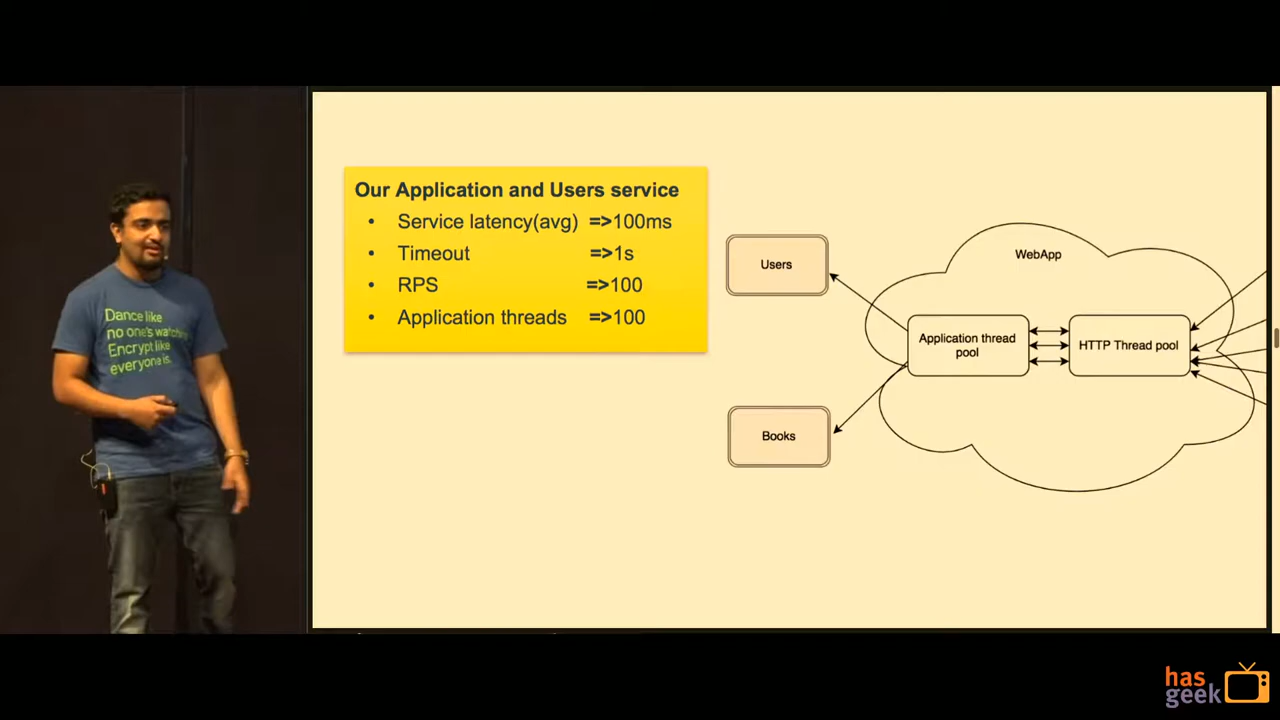 Our Application and Users service
• Service latency(avg) =>100ms
• Timeout =>1s
• RPS =>100
• Application threads =>100
Users
Books
WebApp
Application thread
pool
HTTP Thread pool
Dance like
no one's watching
Encrypt like
everyone is.
has
geek